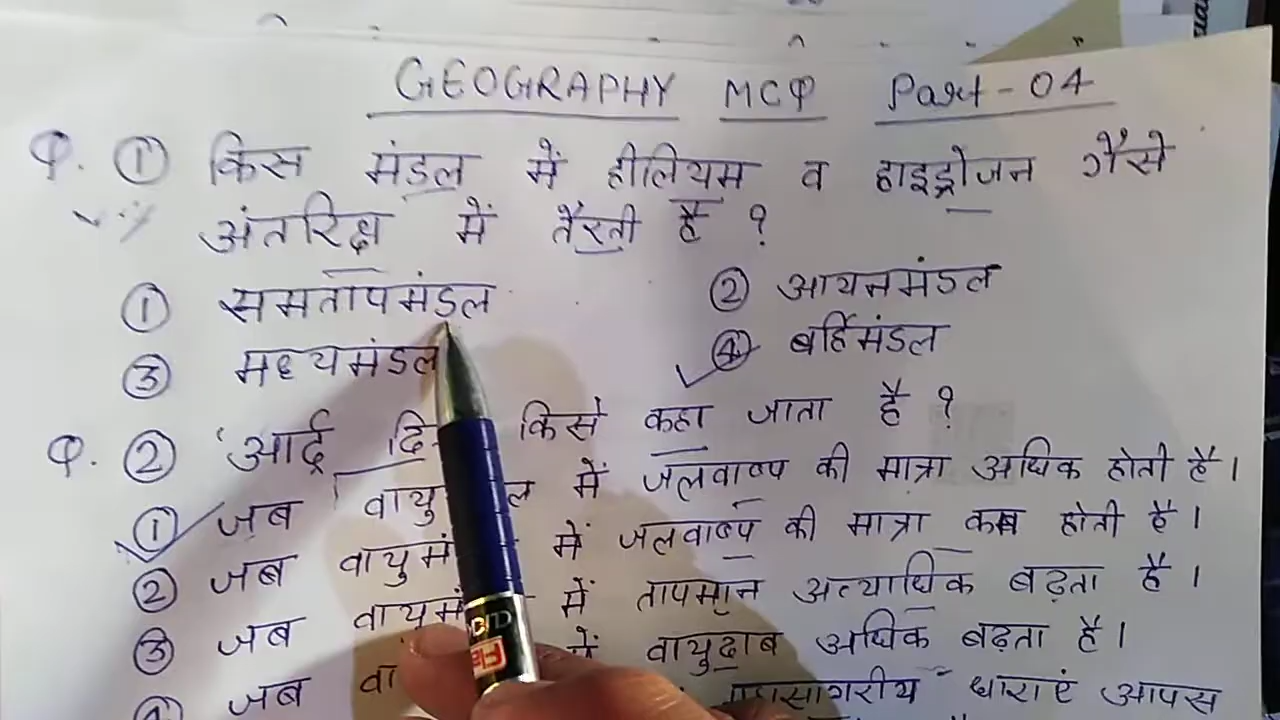 GEOGRAPHY MCQ Part-04
Q. ① किस मंडल में हीलियम व हाइड्रोजन गैसे
अंतरिक्ष में तैरती है ?
① समतापमंडल ② आयनमंडल
③ मध्यमंडल ④ बर्हिमंडल
Q. ② 'आर्द्र किसे कहा जाता है ?
① जब में जलवाष्प की मात्रा अधिक होती है।
② जब में जलवाष्प की मात्रा कम होती है।
③ जब में तापमान अत्याधिक बढ़ता है।
④ जब में वायुदाब अधिक बढ़ता है।
महासागरीय धाराएं आपस